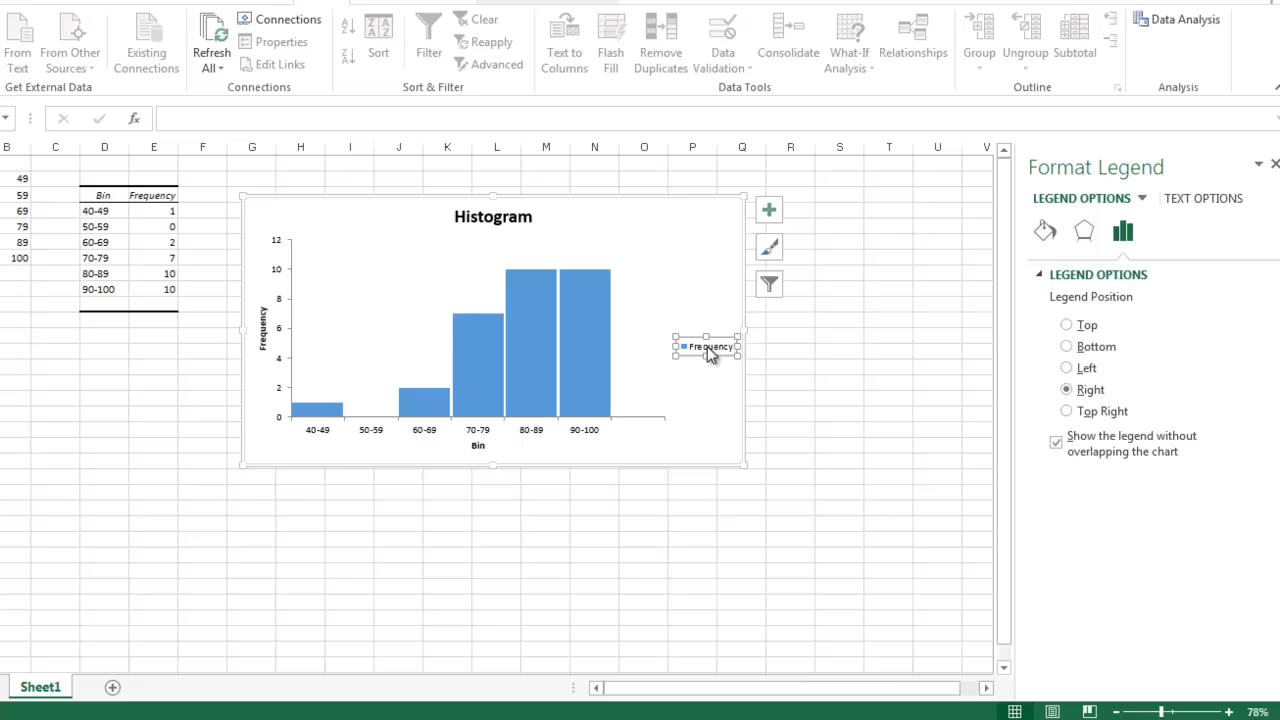 Connections
Properties
Edit Links
From Text
From Other Sources
Existing Connections
Refresh All
Sort
Filter
Clear
Reapply
Advanced
Text to Columns
Flash Fill
Remove Duplicates
Data Validation
Consolidate
What-If Analysis
Relationships
Group
Ungroup
Subtotal
Data Analysis
Get External Data
Connections
Sort & Filter
Data Tools
Outline
Analysis
fx
B C D E F G H I J K L M N O P Q R S T U V
49
59 Bin Frequency
69 40-49 1
79 50-59 0
89 60-69 2
100 70-79 7
80-89 10
90-100 10
Histogram
12
10
8
6
4
2
0
Frequency
40-49 50-59 60-69 70-79 80-89 90-100
Bin
Frequency
Format Legend
LEGEND OPTIONS TEXT OPTIONS
LEGEND OPTIONS
Legend Position
Top
Bottom
Left
Right
Top Right
Show the legend without
overlapping the chart
Sheet1
78%